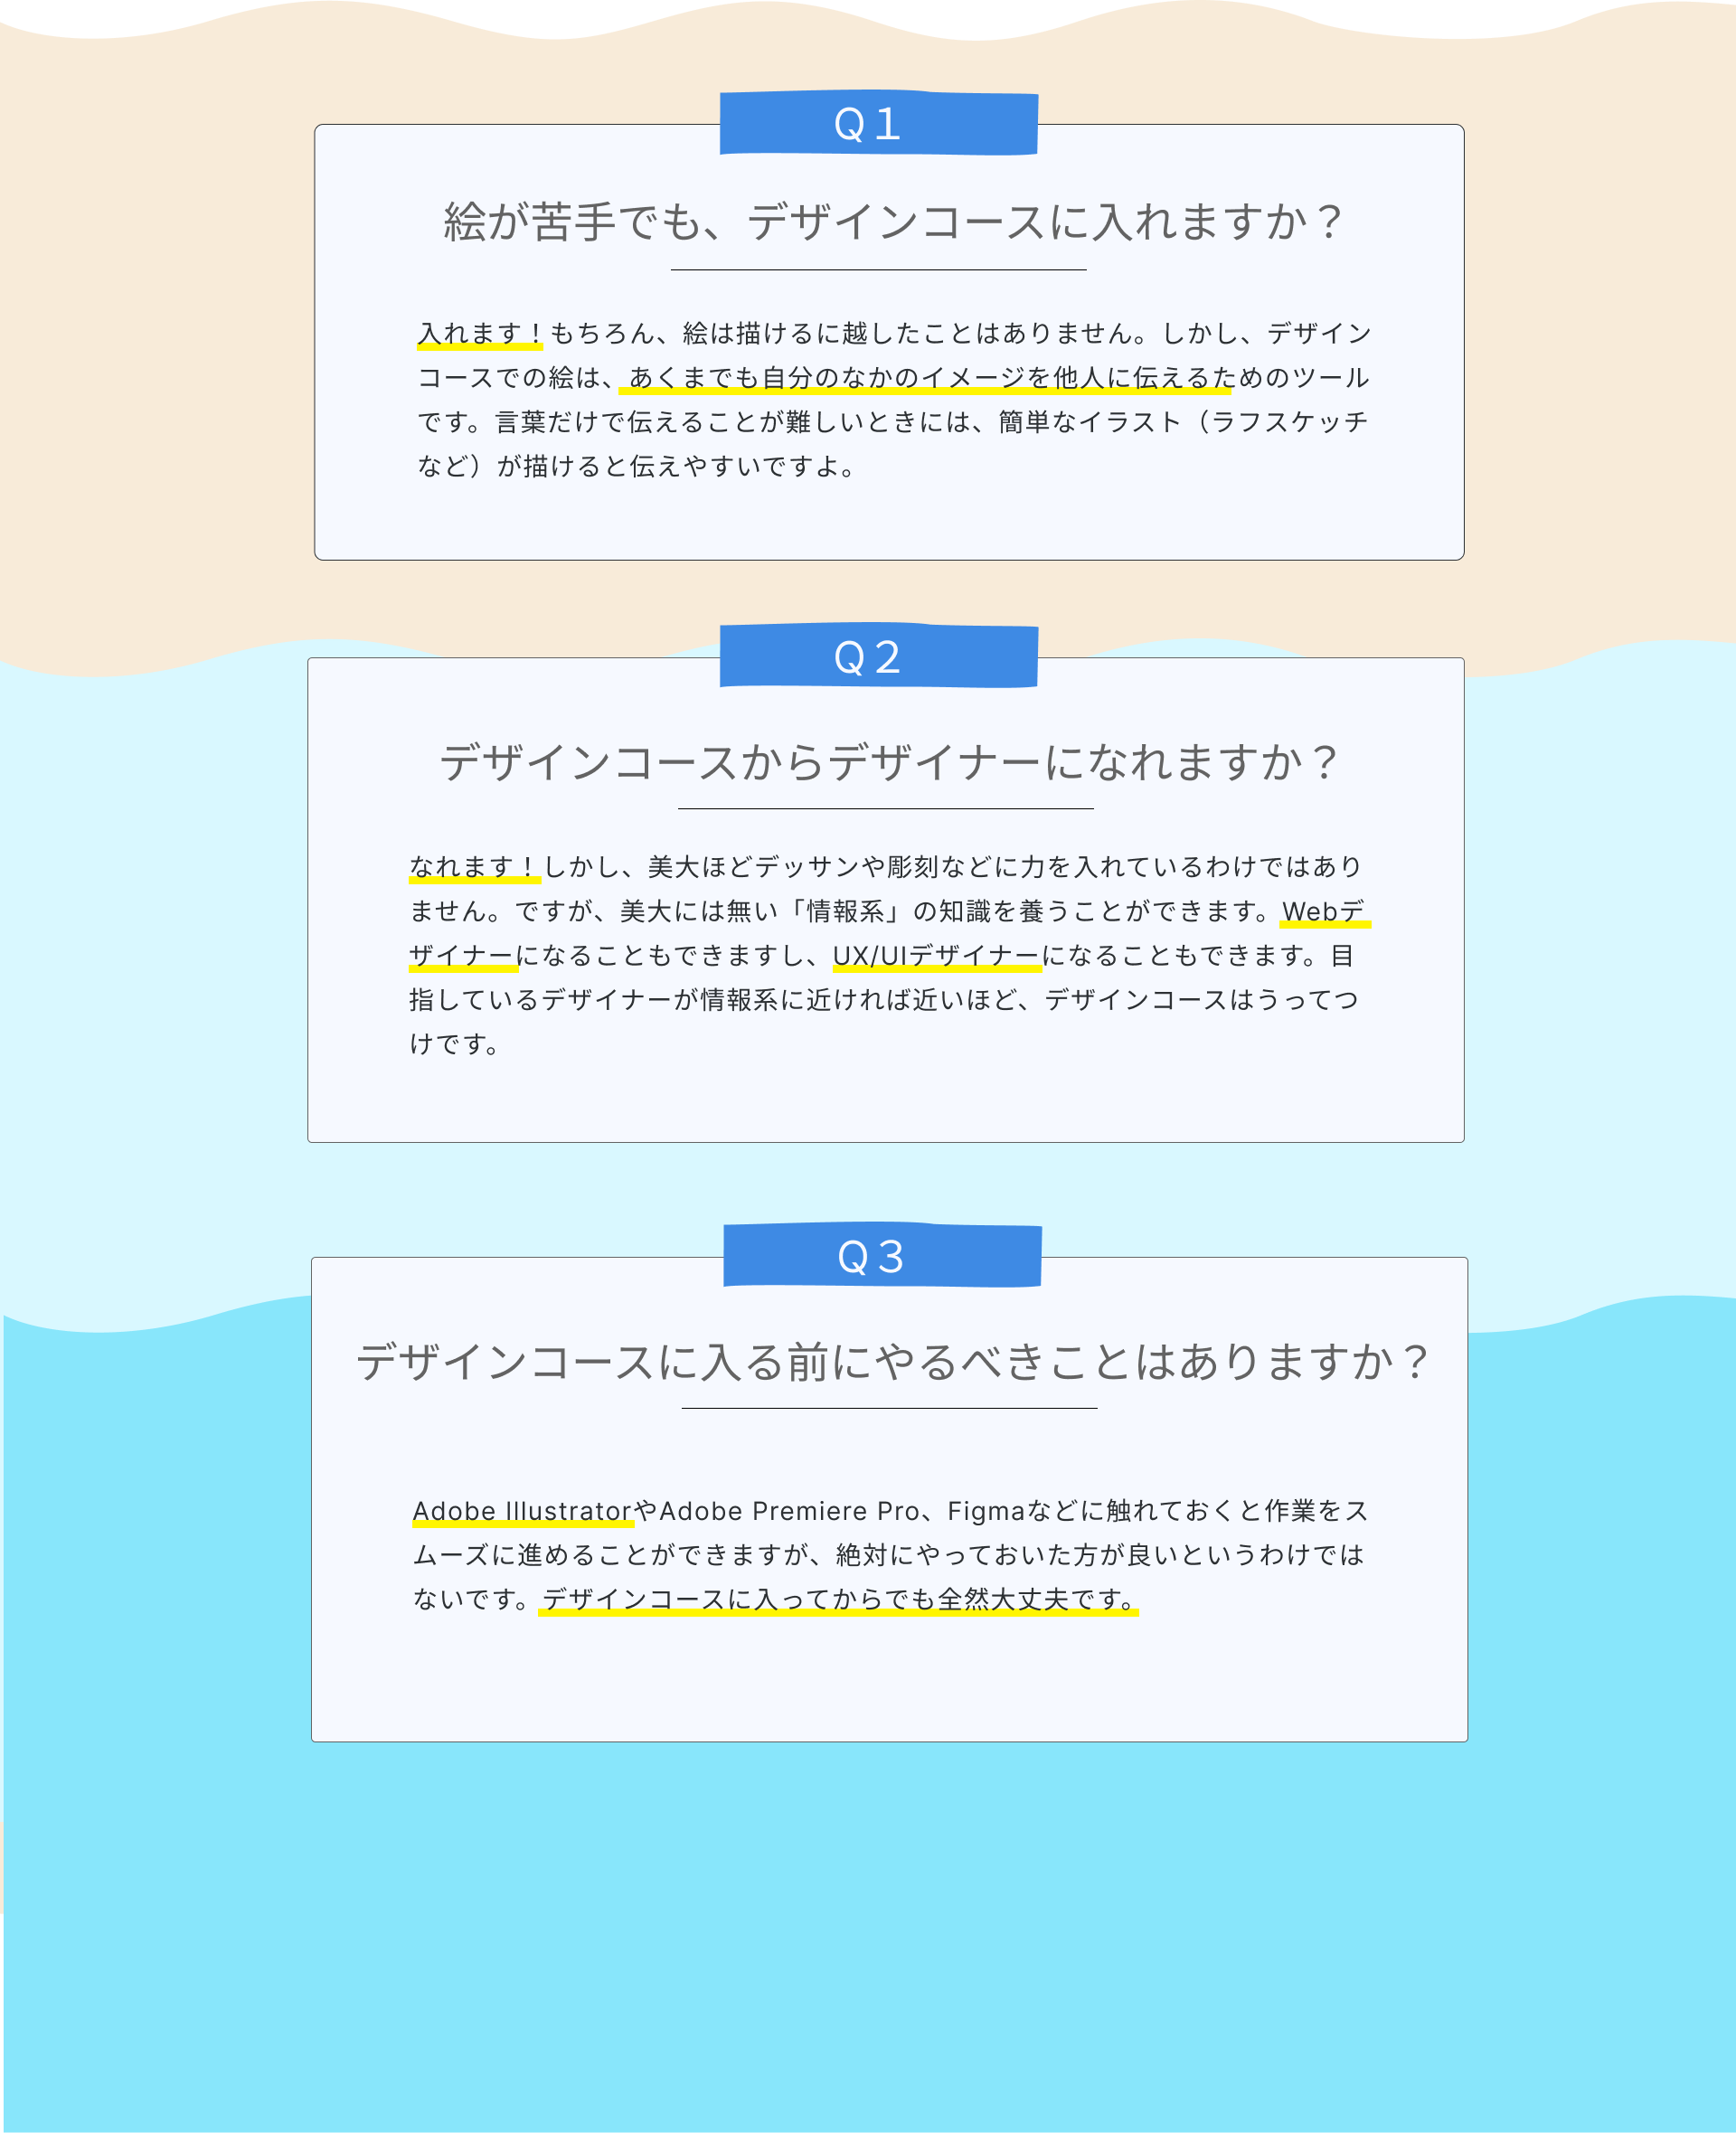 Q１
絵が苦手でも、デザインコースに入れますか？
入れます！もちろん、絵は描けるに越したことはありません。しかし、デザイン
コースでの絵は、あくまでも自分のなかのイメージを他人に伝えるためのツール
です。言葉だけで伝えることが難しいときには、簡単なイラスト（ラフスケッチ
など）が描けると伝えやすいですよ。
Q２
デザインコースからデザイナーになれますか？
なれます！しかし、美大ほどデッサンや彫刻などに力を入れているわけではあり
ません。ですが、美大には無い「情報系」の知識を養うことができます。Webデ
ザイナーになることもできますし、UX/UIデザイナーになることもできます。目
指しているデザイナーが情報系に近ければ近いほど、デザインコースはうってつ
けです。
Q３
デザインコースに入る前にやるべきことはありますか？
Adobe IllustratorやAdobe Premiere Pro、Figmaなどに触れておくと作業をス
ムーズに進めることができますが、絶対にやっておいた方が良いというわけでは
ないです。デザインコースに入ってからでも全然大丈夫です。